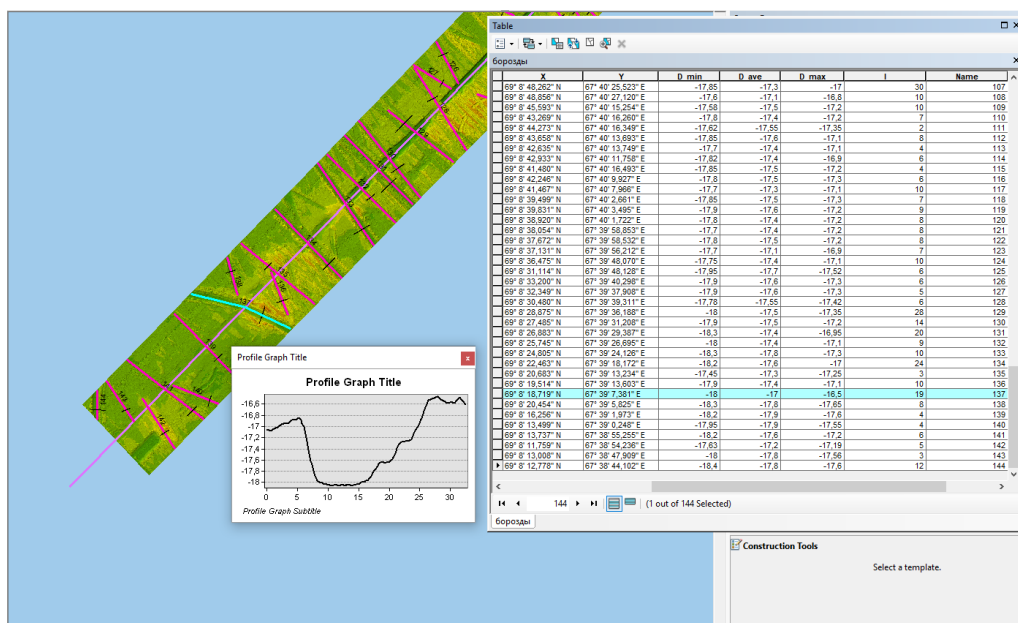 Table
борозды
X Y D_min D_ave D_max I Name
69° 8' 48,262" N 67° 40' 25,523" E -17,85 -17,3 -17 30 107
69° 8' 48,856" N 67° 40' 27,120" E -17,6 -17,1 -16,8 10 108
69° 8' 45,593" N 67° 40' 15,254" E -17,58 -17,5 -17,2 10 109
69° 8' 43,269" N 67° 40' 16,260" E -17,8 -17,4 -17,2 7 110
69° 8' 44,273" N 67° 40' 16,349" E -17,62 -17,55 -17,35 2 111
69° 8' 43,658" N 67° 40' 13,693" E -17,85 -17,6 -17,1 8 112
69° 8' 42,635" N 67° 40' 13,749" E -17,7 -17,4 -17,1 4 113
69° 8' 42,933" N 67° 40' 11,758" E -17,82 -17,4 -16,9 6 114
69° 8' 41,480" N 67° 40' 16,493" E -17,85 -17,5 -17,2 4 115
69° 8' 42,246" N 67° 40' 9,927" E -17,8 -17,5 -17,3 6 116
69° 8' 41,467" N 67° 40' 7,966" E -17,7 -17,3 -17,1 10 117
69° 8' 39,499" N 67° 40' 2,661" E -17,85 -17,5 -17,3 7 118
69° 8' 39,831" N 67° 40' 3,495" E -17,9 -17,6 -17,2 9 119
69° 8' 38,920" N 67° 40' 1,722" E -17,8 -17,4 -17,2 8 120
69° 8' 38,054" N 67° 39' 58,853" E -17,7 -17,4 -17,2 8 121
69° 8' 37,672" N 67° 39' 58,532" E -17,8 -17,5 -17,2 8 122
69° 8' 37,131" N 67° 39' 56,212" E -17,7 -17,1 -16,9 7 123
69° 8' 36,475" N 67° 39' 48,070" E -17,75 -17,4 -17,1 10 124
69° 8' 31,114" N 67° 39' 48,128" E -17,95 -17,7 -17,52 6 125
69° 8' 33,200" N 67° 39' 40,298" E -17,9 -17,6 -17,3 6 126
69° 8' 32,349" N 67° 39' 37,908" E -17,9 -17,6 -17,3 5 127
69° 8' 30,480" N 67° 39' 39,311" E -17,78 -17,55 -17,42 6 128
69° 8' 28,875" N 67° 39' 36,188" E -18 -17,5 -17,35 28 129
69° 8' 27,485" N 67° 39' 31,208" E -17,9 -17,5 -17,2 14 130
69° 8' 26,883" N 67° 39' 29,387" E -18,3 -17,4 -16,95 20 131
69° 8' 25,745" N 67° 39' 26,695" E -18 -17,4 -17,1 9 132
69° 8' 24,805" N 67° 39' 24,126" E -18,3 -17,8 -17,3 10 133
69° 8' 22,463" N 67° 39' 18,172" E -18,2 -17,6 -17 24 134
69° 8' 20,683" N 67° 39' 13,234" E -17,45 -17,3 -17,25 3 135
69° 8' 19,514" N 67° 39' 13,603" E -17,9 -17,4 -17,1 10 136
69° 8' 18,719" N 67° 39' 7,381" E -18 -17 -16,5 19 137
69° 8' 20,454" N 67° 39' 5,825" E -18,3 -17,8 -17,65 8 138
69° 8' 16,256" N 67° 39' 1,973" E -18,2 -17,9 -17,6 4 139
69° 8' 13,499" N 67° 39' 0,248" E -17,95 -17,9 -17,55 4 140
69° 8' 13,737" N 67° 38' 55,255" E -18,2 -17,6 -17,2 6 141
69° 8' 11,759" N 67° 38' 54,236" E -17,63 -17,2 -17,19 5 142
69° 8' 13,008" N 67° 38' 47,909" E -18 -17,8 -17,56 3 143
69° 8' 12,778" N 67° 38' 44,102" E -18,4 -17,8 -17,6 12 144
144 (1 out of 144 Selected)
борозды
126
127
129
134
135
136
138
137
141
142
143
144
Profile Graph Title
Profile Graph Title
-16,6
-16,8
-17
-17,2
-17,4
-17,6
-17,8
-18
0 5 10 15 20 25 30
Profile Graph Subtitle
Construction Tools
Select a template.